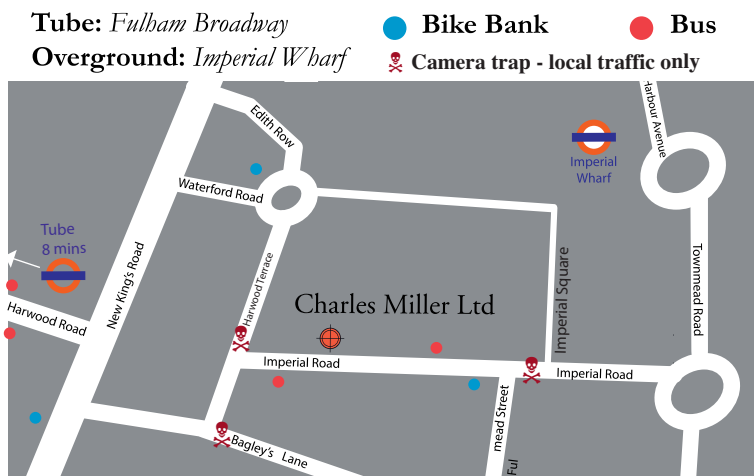 Tube: Fulham Broadway
Bike Bank
Bus
Overground: Imperial Wharf
Camera trap - local traffic only
Harbour Avenue
Edith Row
Imperial
Wharf
Waterford Road
Tube
8 mins
New King's Road
Harwood Terrace
Imperial Square
Townmead Road
Charles Miller Ltd
Harwood Road
Imperial Road
Imperial Road
mead Street
Ful
Bagley's Lane